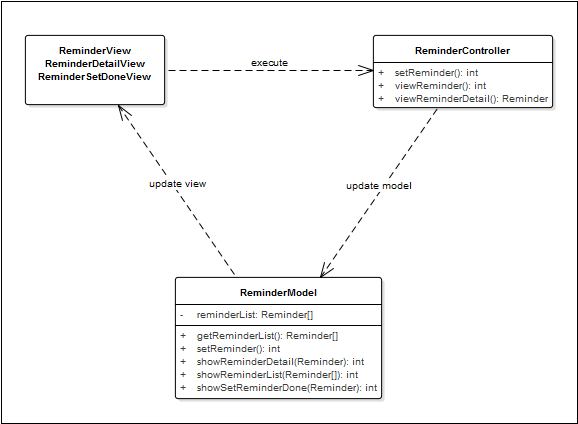 ReminderView
ReminderDetailView
ReminderSetDoneView
execute
ReminderController
+ setReminder(): int
+ viewReminder(): int
+ viewReminderDetail(): Reminder
update view
update model
ReminderModel
- reminderList: Reminder[]
+ getReminderList(): Reminder[]
+ setReminder(): int
+ showReminderDetail(Reminder): int
+ showReminderList(Reminder[]): int
+ showSetReminderDone(Reminder): int